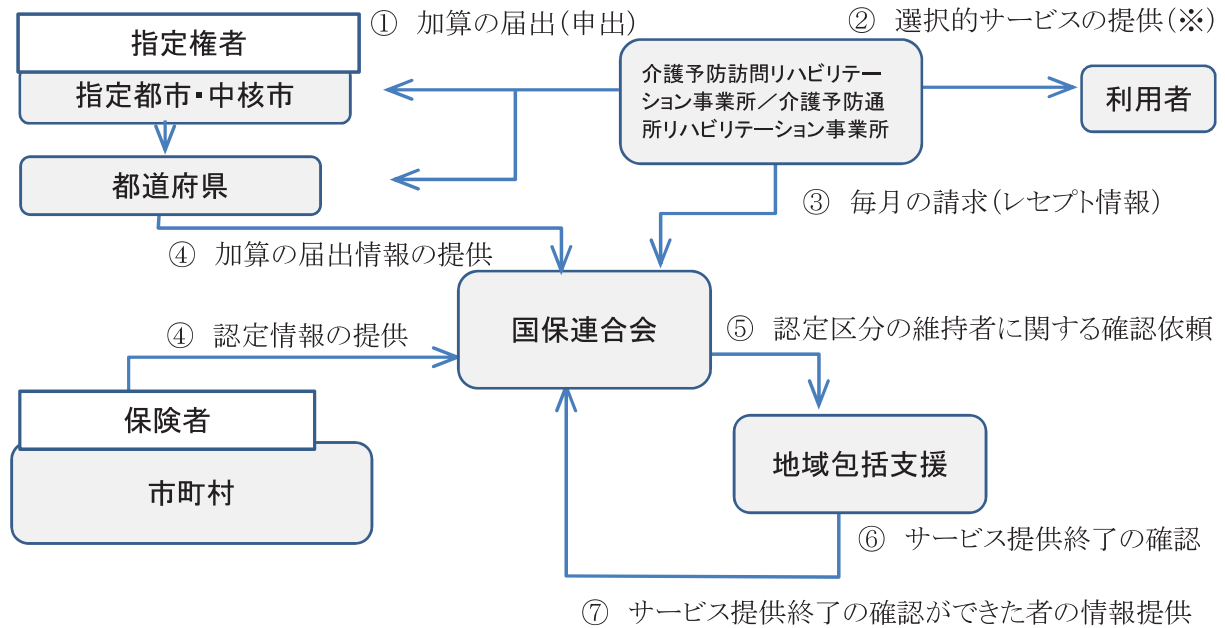 ① 加算の届出(申出)
② 選択的サービスの提供(※)
指定権者
指定都市・中核市
介護予防訪問リハビリテー
ション事業所／介護予防通
所リハビリテーション事業所
利用者
都道府県
③ 毎月の請求(レセプト情報)
④ 加算の届出情報の提供
国保連合会
④ 認定情報の提供
⑤ 認定区分の維持者に関する確認依頼
保険者
市町村
地域包括支援
⑥ サービス提供終了の確認
⑦ サービス提供終了の確認ができた者の情報提供